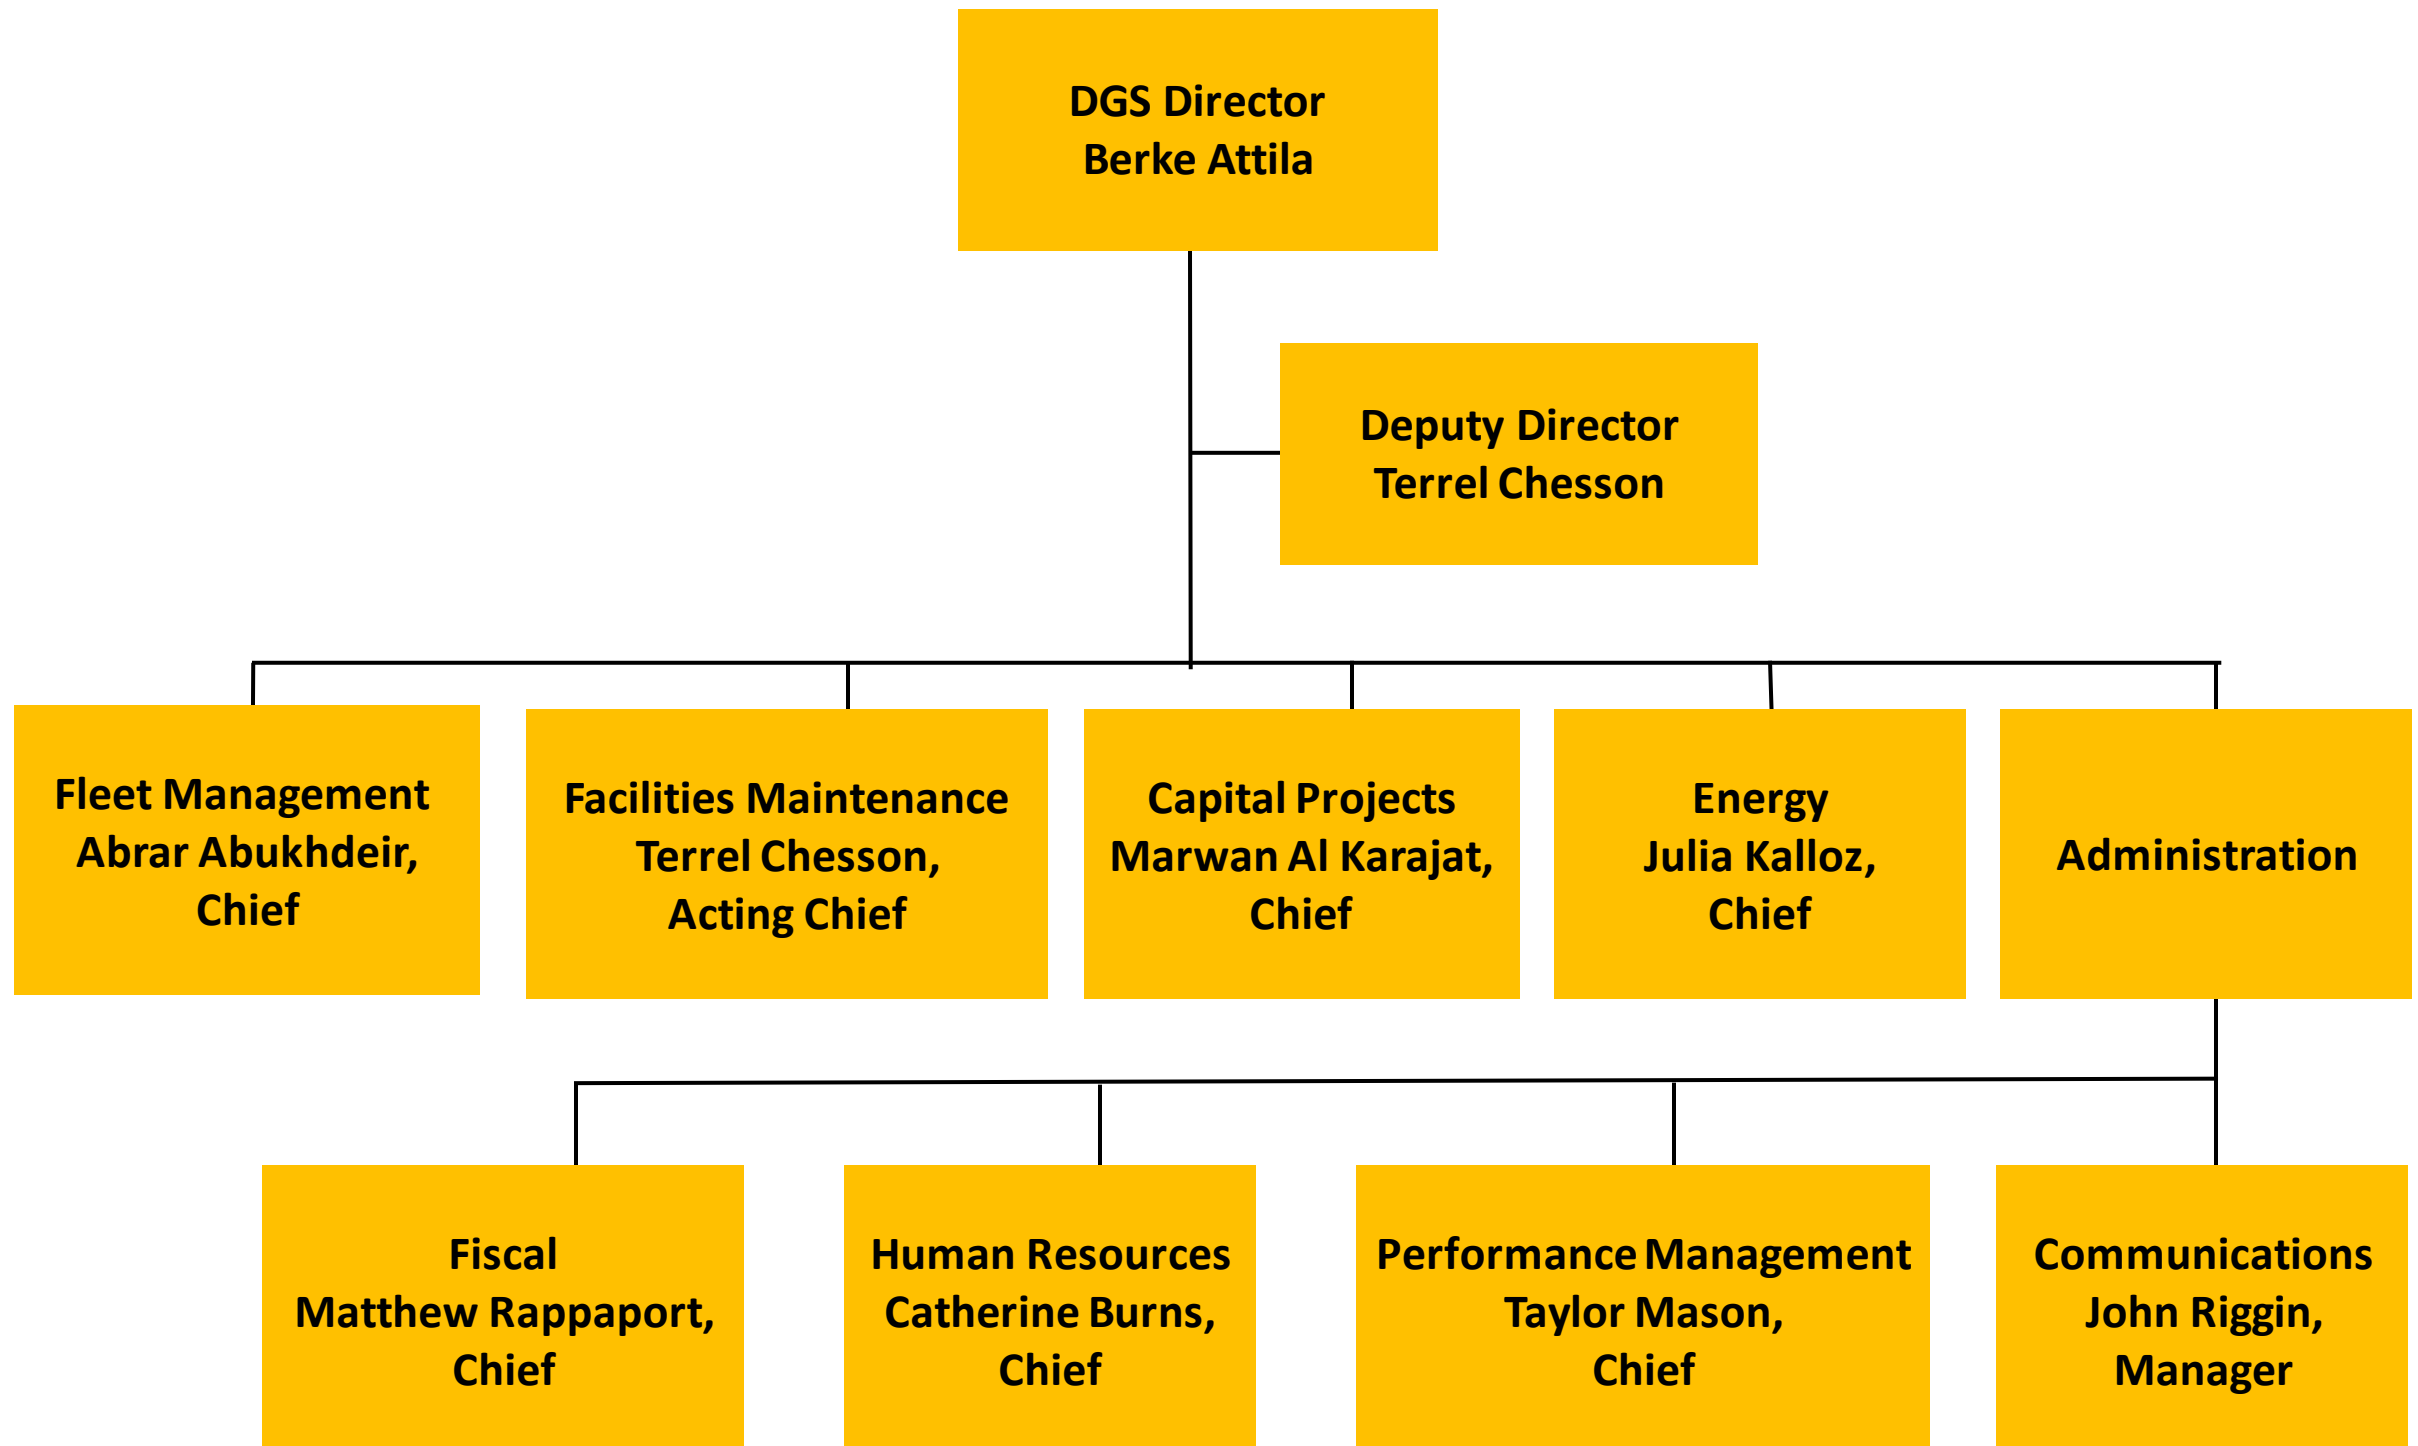 DGS Director
Berke Attila
Deputy Director
Terrel Chesson
Fleet Management
Abrar Abukhdeir,
Chief
Facilities Maintenance
Terrel Chesson,
Acting Chief
Capital Projects
Marwan Al Karajat,
Chief
Energy
Julia Kalloz,
Chief
Administration
Fiscal
Matthew Rappaport,
Chief
Human Resources
Catherine Burns,
Chief
Performance Management
Taylor Mason,
Chief
Communications
John Riggin,
Manager